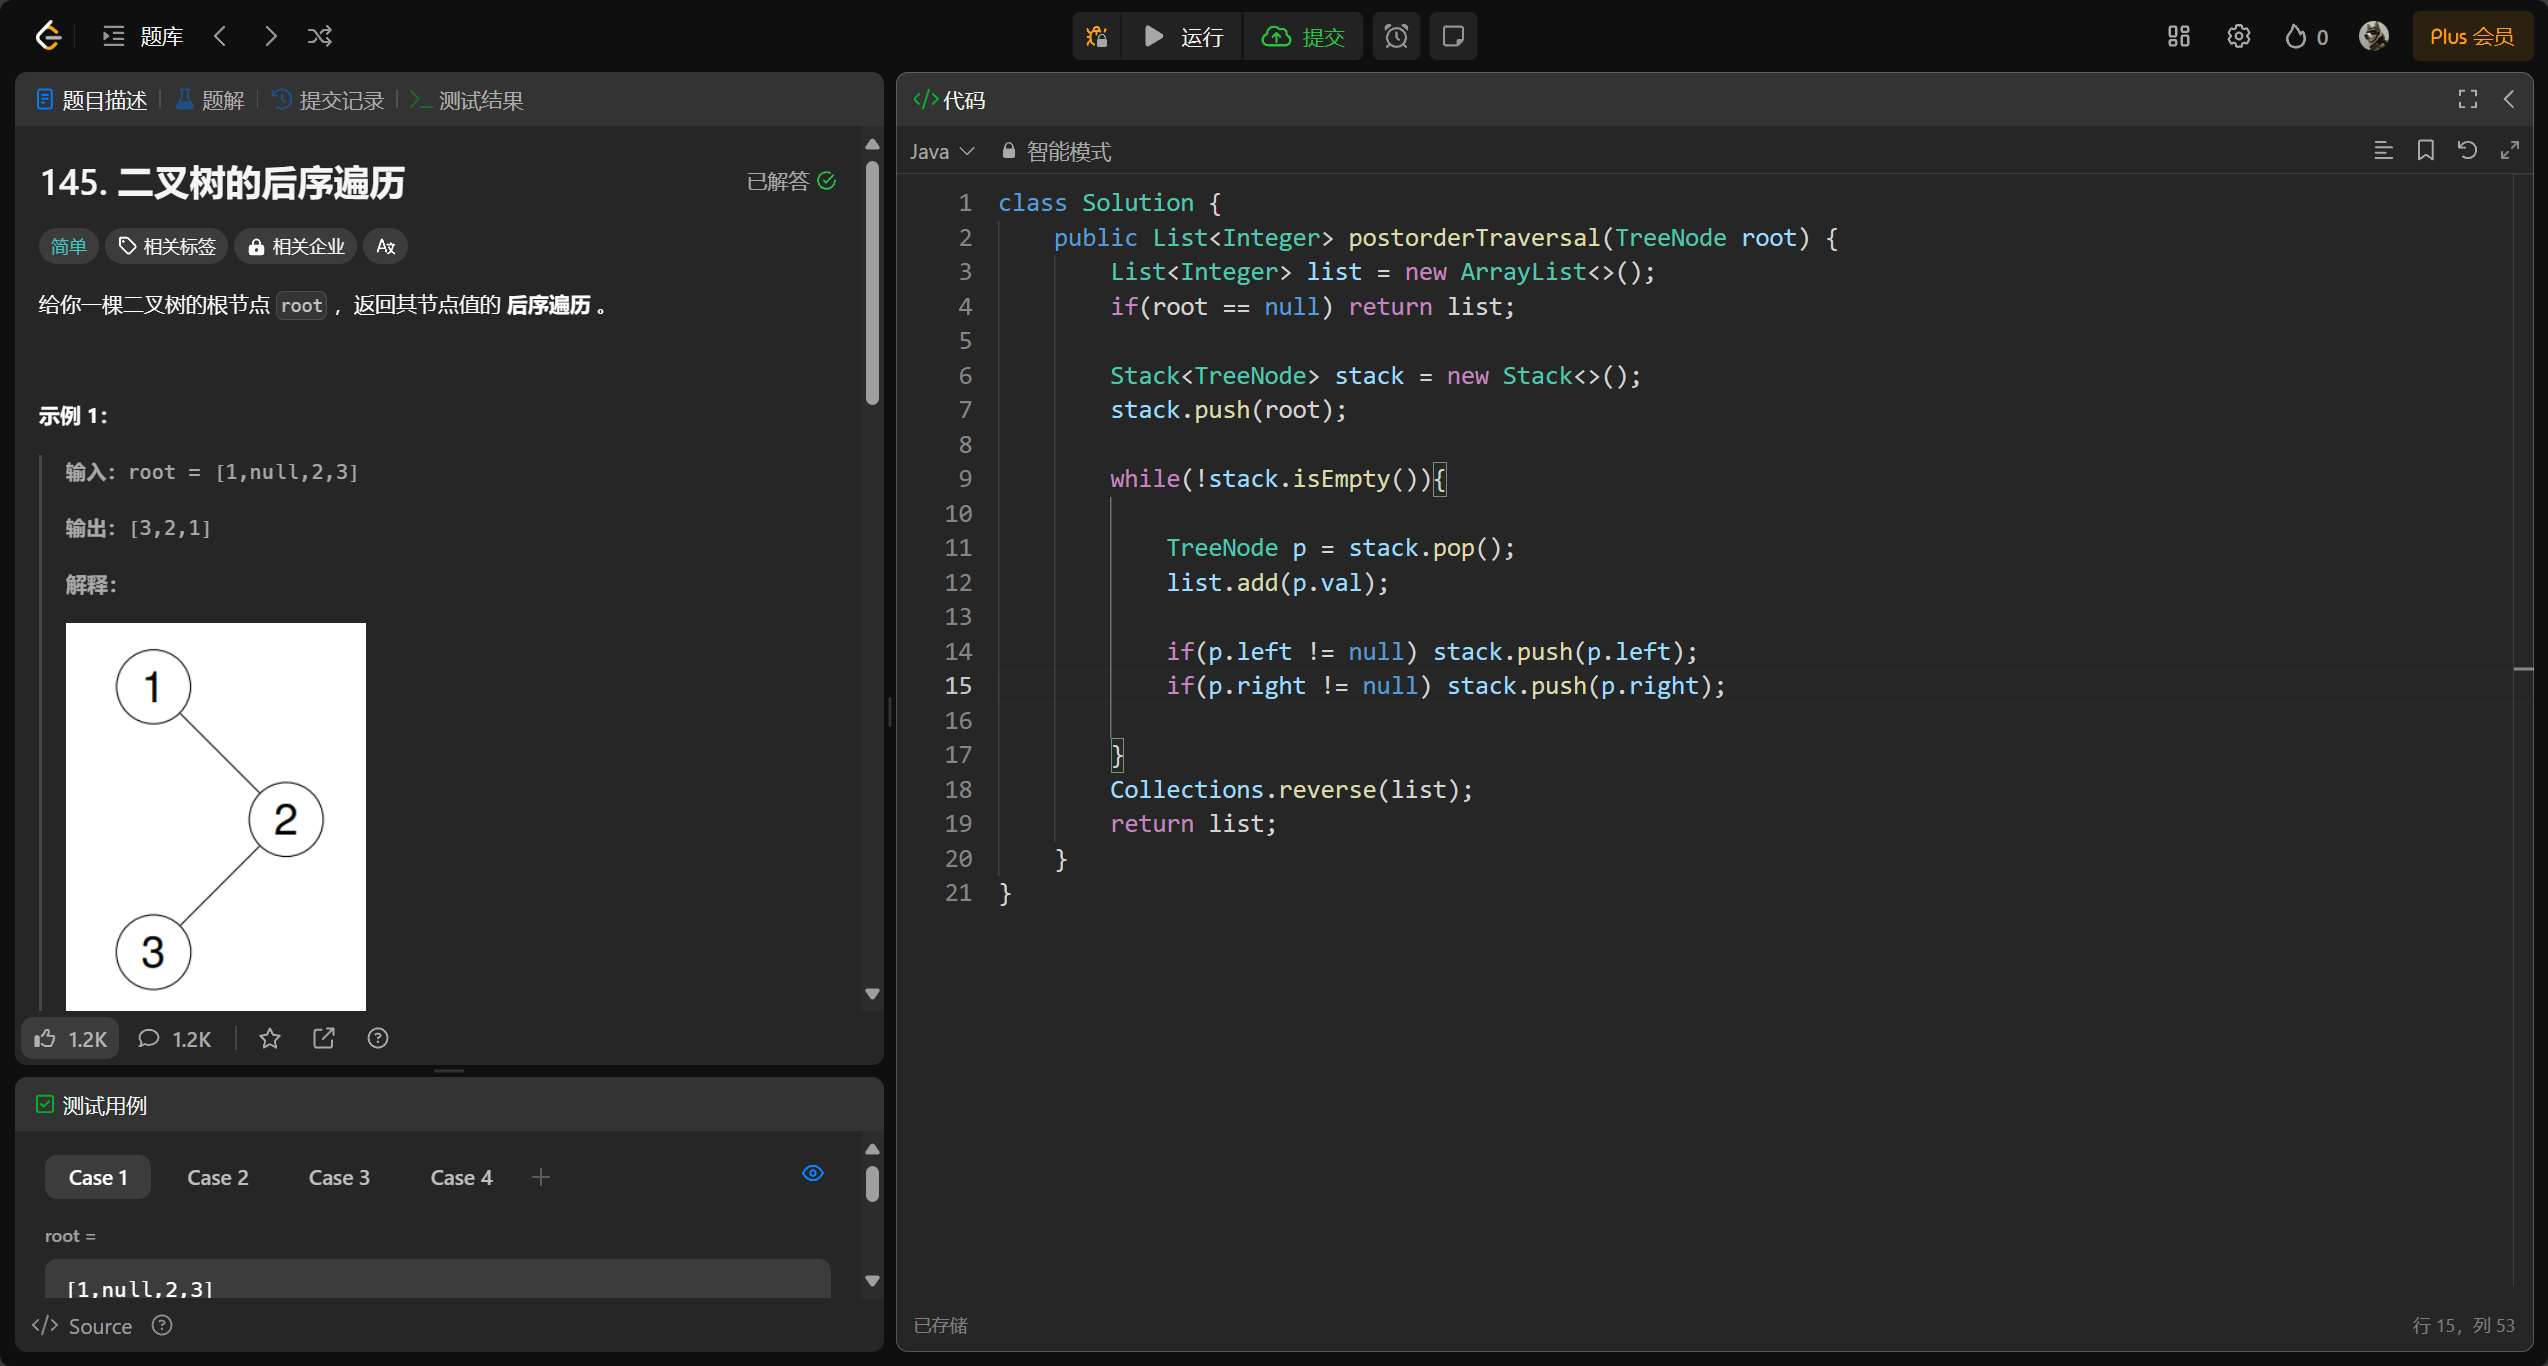 题库
运行
提交
0
Plus 会员
题目描述
题解
提交记录
测试结果
145. 二叉树的后序遍历
已解答
简单
相关标签
相关企业
给你一棵二叉树的根节点 root ，返回其节点值的 后序遍历 。
示例 1：
输入：root = [1,null,2,3]
输出：[3,2,1]
解释：
1
2
3
1.2K
1.2K
测试用例
Case 1
Case 2
Case 3
Case 4
root =
[1,null,2,3]
Source
</> 代码
Java
智能模式
1 class Solution {
2     public List<Integer> postorderTraversal(TreeNode root) {
3         List<Integer> list = new ArrayList<>();
4         if(root == null) return list;
5
6         Stack<TreeNode> stack = new Stack<>();
7         stack.push(root);
8
9         while(!stack.isEmpty()){
10
11             TreeNode p = stack.pop();
12             list.add(p.val);
13
14             if(p.left != null) stack.push(p.left);
15             if(p.right != null) stack.push(p.right);
16
17         }
18         Collections.reverse(list);
19         return list;
20     }
21 }
已存储
行 15，列 53